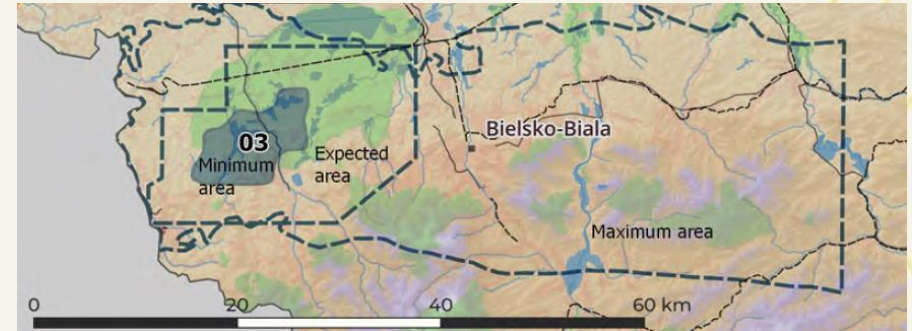 Bielsko-Biala
03
Minimum
area
Expected
area
Maximum area
0 20 40 60 km